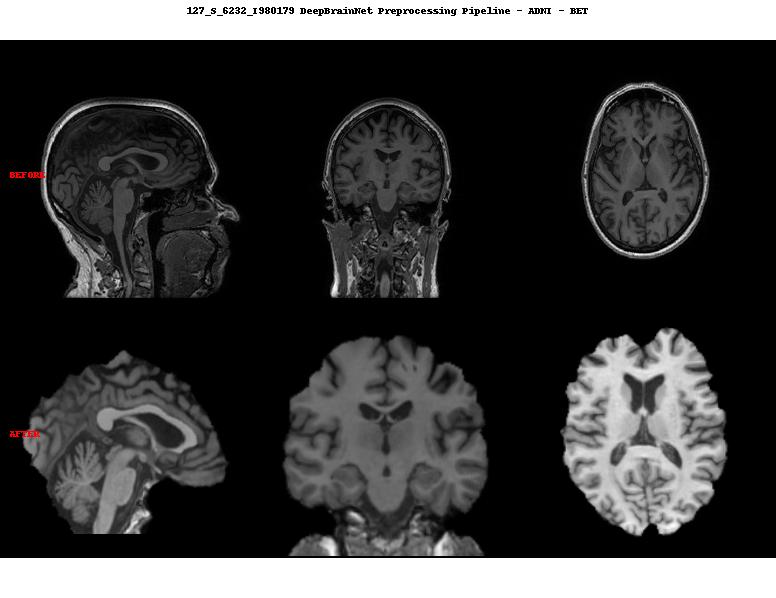 127_S_6232_I980179 DeepBrainNet Preprocessing Pipeline - ADNI - BET
BEFORE
AFTER